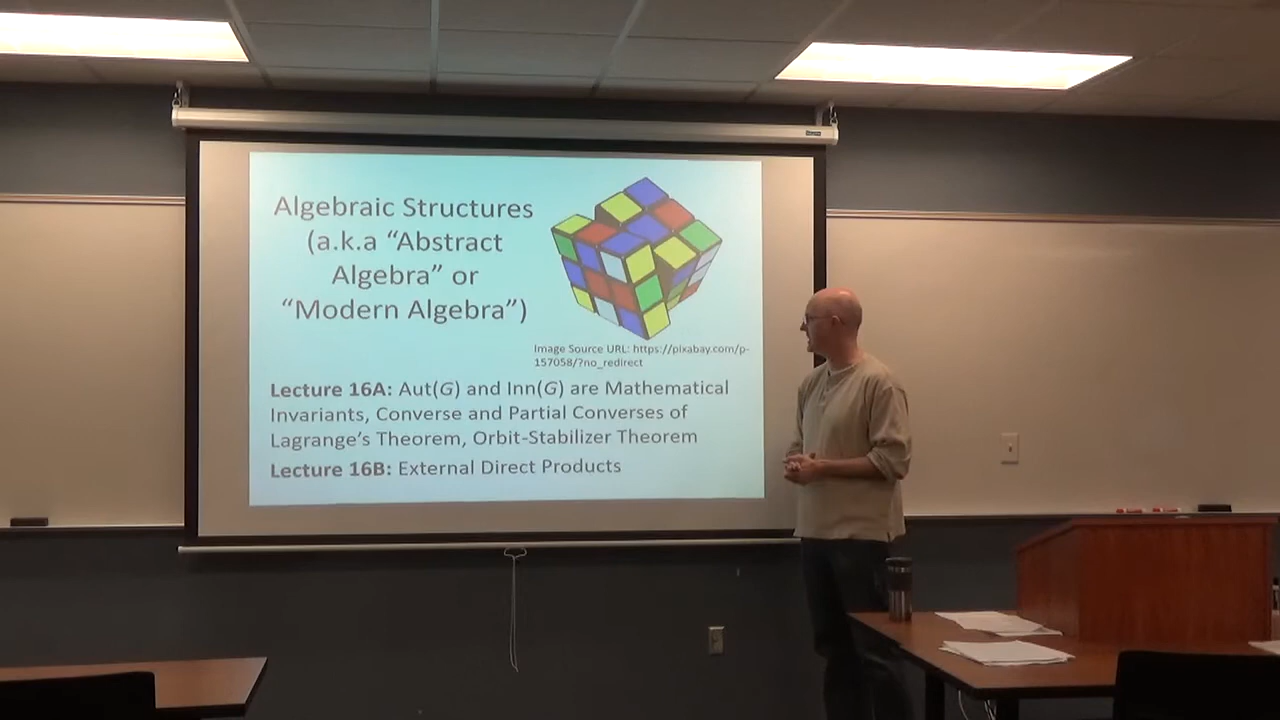 Algebraic Structures
(a.k.a "Abstract
Algebra" or
"Modern Algebra")
Image Source URL: https://pixabay.com/p-
157058/?no_redirect
Lecture 16A: Aut(G) and Inn(G) are Mathematical
Invariants, Converse and Partial Converses of
Lagrange's Theorem, Orbit-Stabilizer Theorem
Lecture 16B: External Direct Products